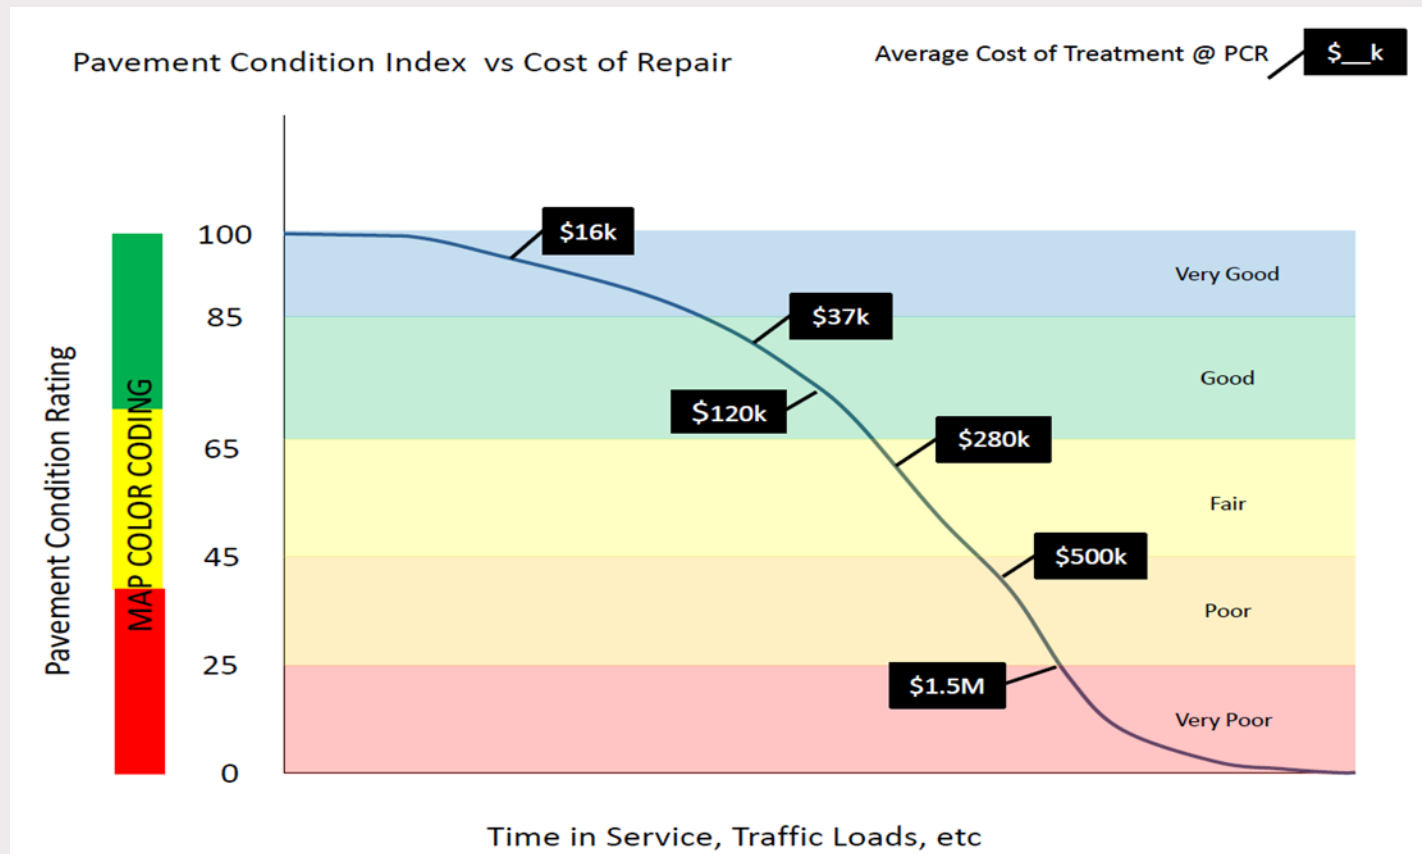 Pavement Condition Index vs Cost of Repair
Average Cost of Treatment @ PCR
$__k
100
85
65
45
25
0
Pavement Condition Rating
MAP COLOR CODING
$16k
$37k
$120k
$280k
$500k
$1.5M
Very Good
Good
Fair
Poor
Very Poor
Time in Service, Traffic Loads, etc